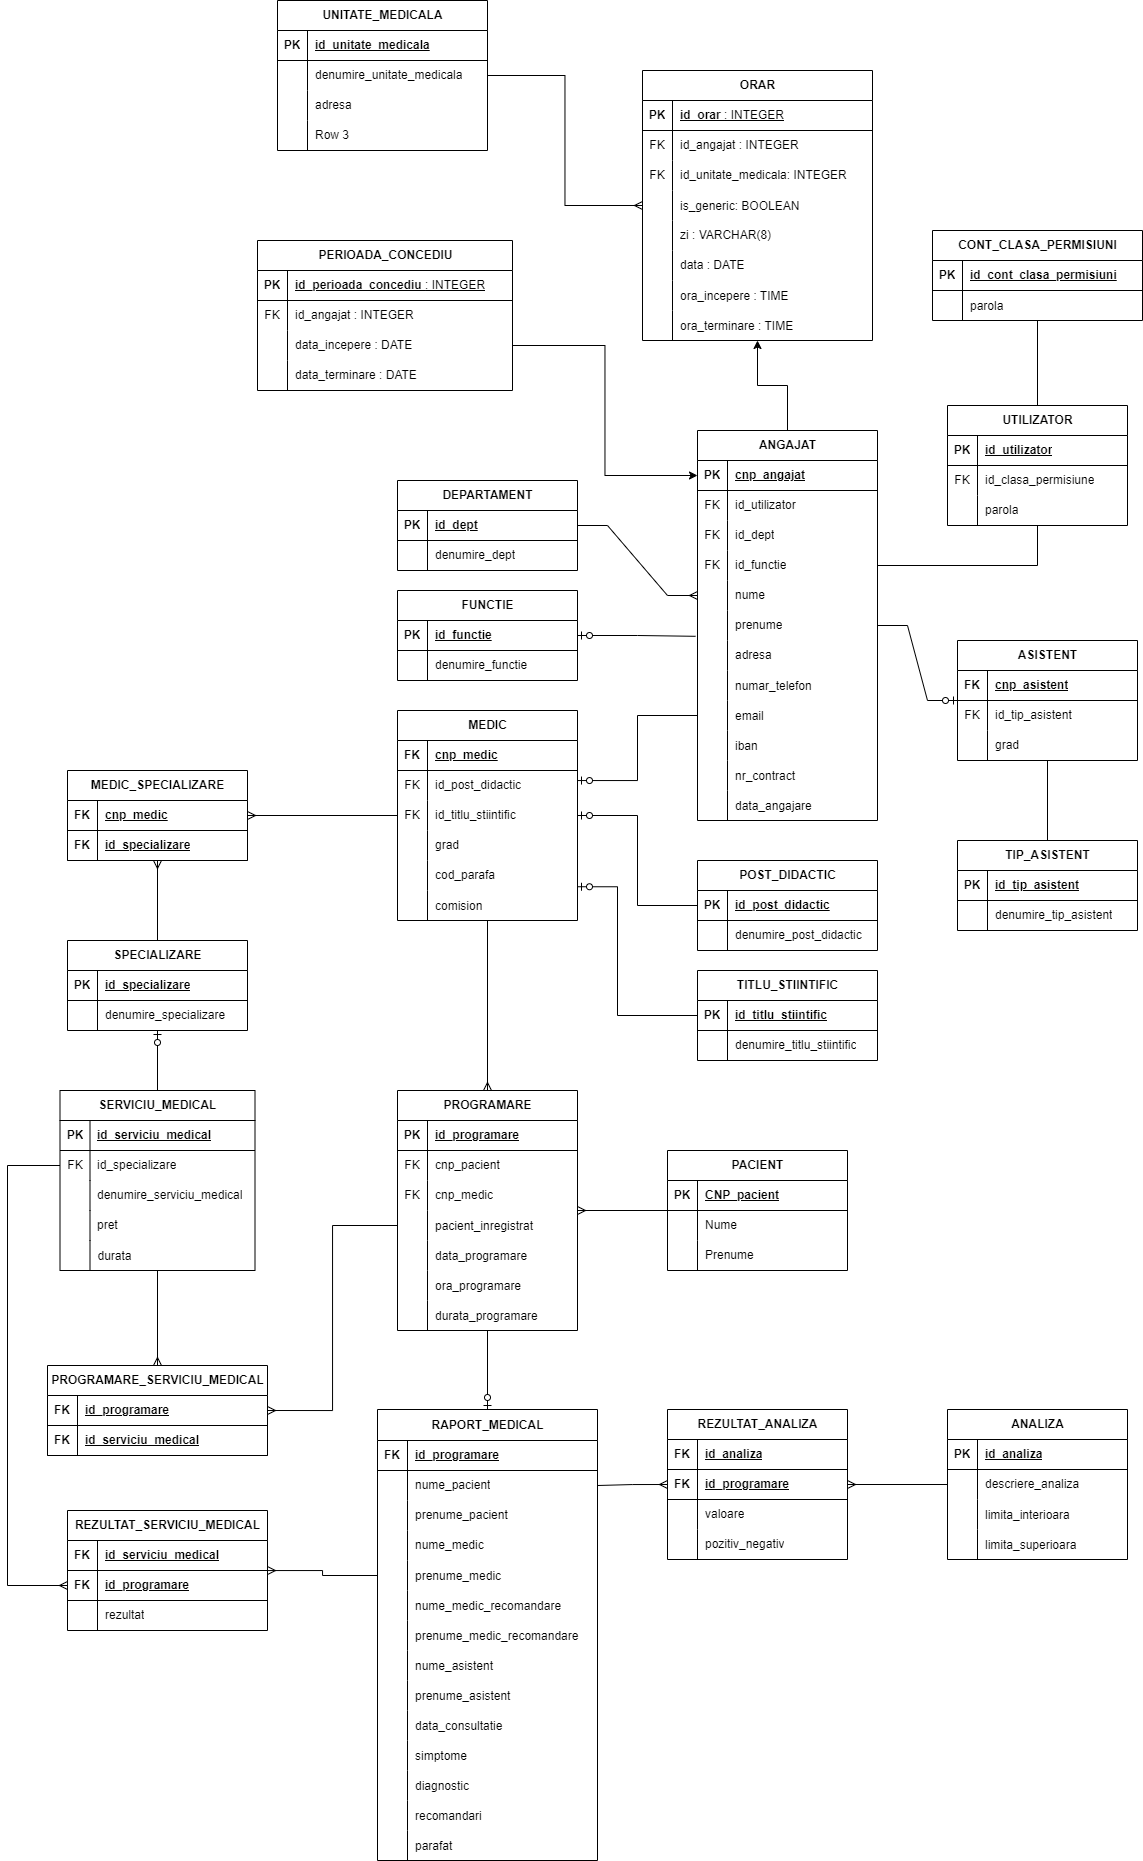 UNITATE_MEDICALA
PK id_unitate_medicala
denumire_unitate_medicala
adresa
Row 3
ORAR
PK id_orar : INTEGER
FK id_angajat : INTEGER
FK id_unitate_medicala: INTEGER
is_generic: BOOLEAN
zi : VARCHAR(8)
data : DATE
ora_incepere : TIME
ora_terminare : TIME
PERIOADA_CONCEDIU
PK id_perioada_concediu : INTEGER
FK id_angajat : INTEGER
data_incepere : DATE
data_terminare : DATE
CONT_CLASA_PERMISIUNI
PK id_cont_clasa_permisiuni
parola
UTILIZATOR
PK id_utilizator
FK id_clasa_permisiune
parola
ANGAJAT
PK cnp_angajat
FK id_utilizator
FK id_dept
FK id_functie
nume
prenume
adresa
numar_telefon
email
iban
nr_contract
data_angajare
DEPARTAMENT
PK id_dept
denumire_dept
FUNCTIE
PK id_functie
denumire_functie
ASISTENT
FK cnp_asistent
FK id_tip_asistent
grad
MEDIC
FK cnp_medic
FK id_post_didactic
FK id_titlu_stiintific
grad
cod_parafa
comision
MEDIC_SPECIALIZARE
FK cnp_medic
FK id_specializare
TIP_ASISTENT
PK id_tip_asistent
denumire_tip_asistent
POST_DIDACTIC
PK id_post_didactic
denumire_post_didactic
SPECIALIZARE
PK id_specializare
denumire_specializare
TITLU_STIINTIFIC
PK id_titlu_stiintific
denumire_titlu_stiintific
SERVICIU_MEDICAL
PK id_serviciu_medical
FK id_specializare
denumire_serviciu_medical
pret
durata
PROGRAMARE
PK id_programare
FK cnp_pacient
FK cnp_medic
pacient_inregistrat
data_programare
ora_programare
durata_programare
PACIENT
PK CNP_pacient
Nume
Prenume
PROGRAMARE_SERVICIU_MEDICAL
FK id_programare
FK id_serviciu_medical
RAPORT_MEDICAL
FK id_programare
nume_pacient
prenume_pacient
nume_medic
prenume_medic
nume_medic_recomandare
prenume_medic_recomandare
nume_asistent
prenume_asistent
data_consultatie
simptome
diagnostic
recomandari
parafat
REZULTAT_ANALIZA
FK id_analiza
FK id_programare
valoare
pozitiv_negativ
ANALIZA
PK id_analiza
descriere_analiza
limita_interioara
limita_superioara
REZULTAT_SERVICIU_MEDICAL
FK id_serviciu_medical
FK id_programare
rezultat